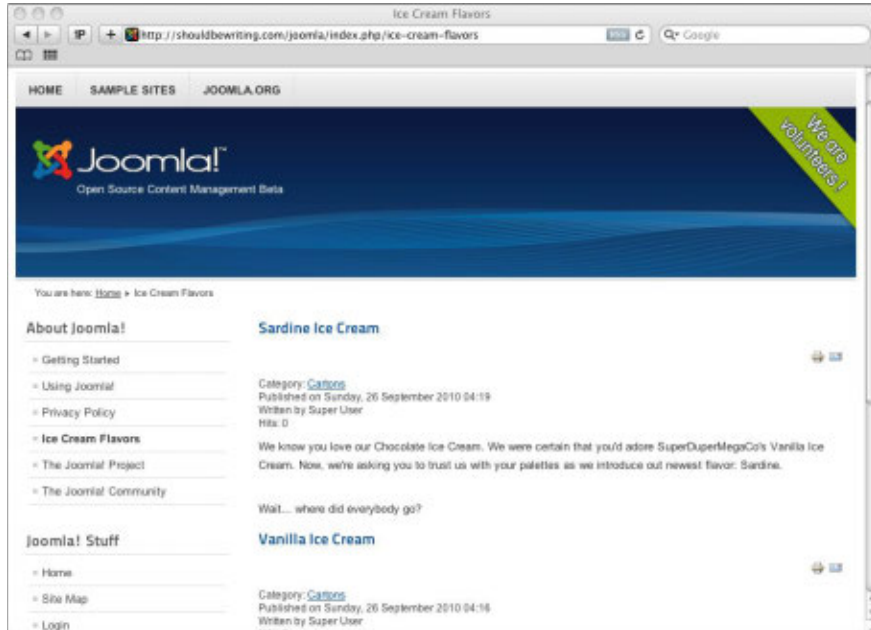 Ice Cream Flavors
http://shouldbewriting.com/joomla/index.php/ice-cream-flavors
RSS
Google
HOME SAMPLE SITES JOOMLA.ORG
Joomla!™
Open Source Content Management Beta
We are
volunteers !
You are here: Home Ice Cream Flavors
About Joomla!
Getting Started
Using Joomla!
Privacy Policy
Ice Cream Flavors
The Joomla! Project
The Joomla! Community
Joomla! Stuff
Home
Site Map
Login
Sardine Ice Cream
Category: Cartons
Published on Sunday, 26 September 2010 04:19
Written by Super User
Hits: 0
We know you love our Chocolate Ice Cream. We were certain that you'd adore SuperDuperMegaCo's Vanilla Ice
Cream. Now, we're asking you to trust us with your palettes as we introduce out newest flavor: Sardine.
Wait... where did everybody go?
Vanilla Ice Cream
Category: Cartons
Published on Sunday, 26 September 2010 04:16
Written by Super User